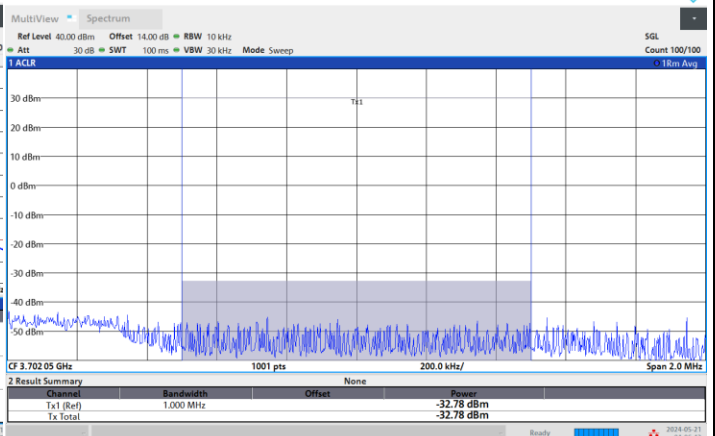 MultiView Spectrum
Ref Level 40.00 dBm Offset 14.00 dB RBW 10 kHz SGL
Att 30 dB SWT 100 ms VBW 30 kHz Mode Sweep Count 100/100
1 ACLR 1Rm Avg
30 dBm
Tx1
20 dBm
10 dBm
0 dBm
-10 dBm
-20 dBm
-30 dBm
-40 dBm
-50 dBm
CF 3.702 05 GHz 1001 pts 200.0 kHz/ Span 2.0 MHz
2 Result Summary None
Channel Bandwidth Offset Power
Tx1 (Ref) 1.000 MHz -32.78 dBm
Tx Total -32.78 dBm
Ready 2024-05-21